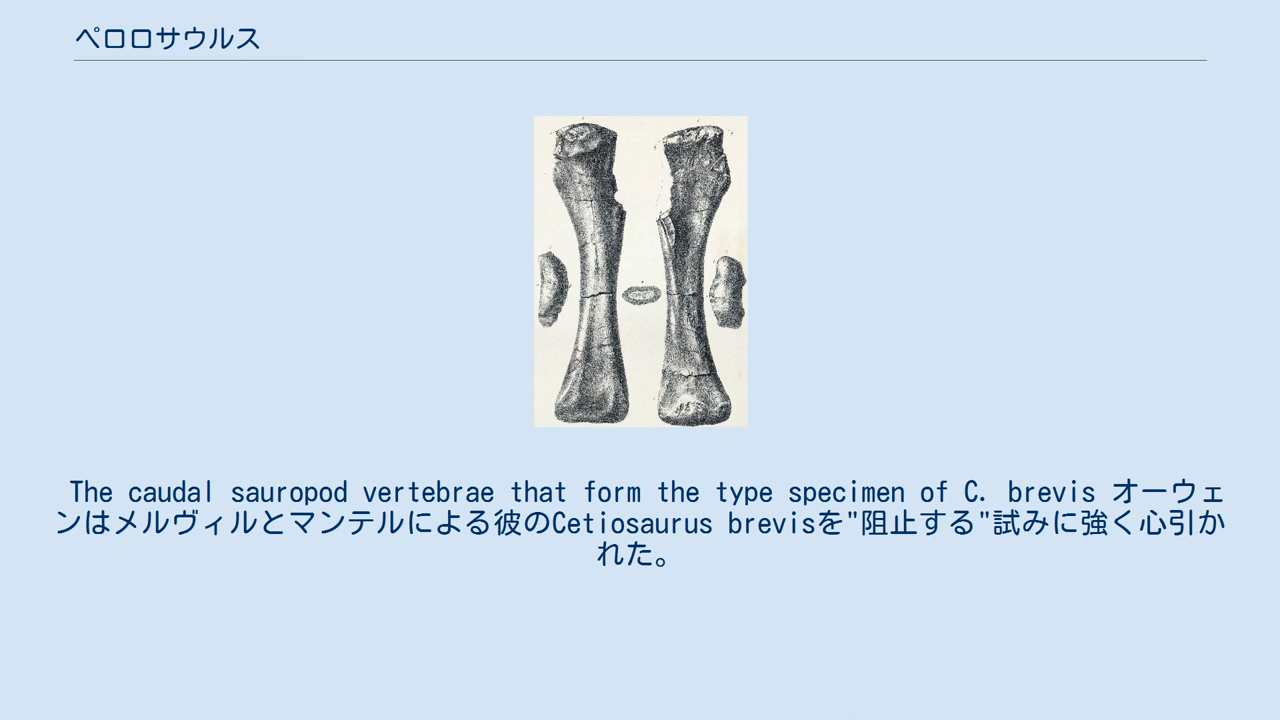 ペロロサウルス
The caudal sauropod vertebrae that form the type specimen of C. brevis オーウェ
ンはメルヴィルとマンテルによる彼のCetiosaurus brevisを"阻止する"試みに強く心引か
れた。